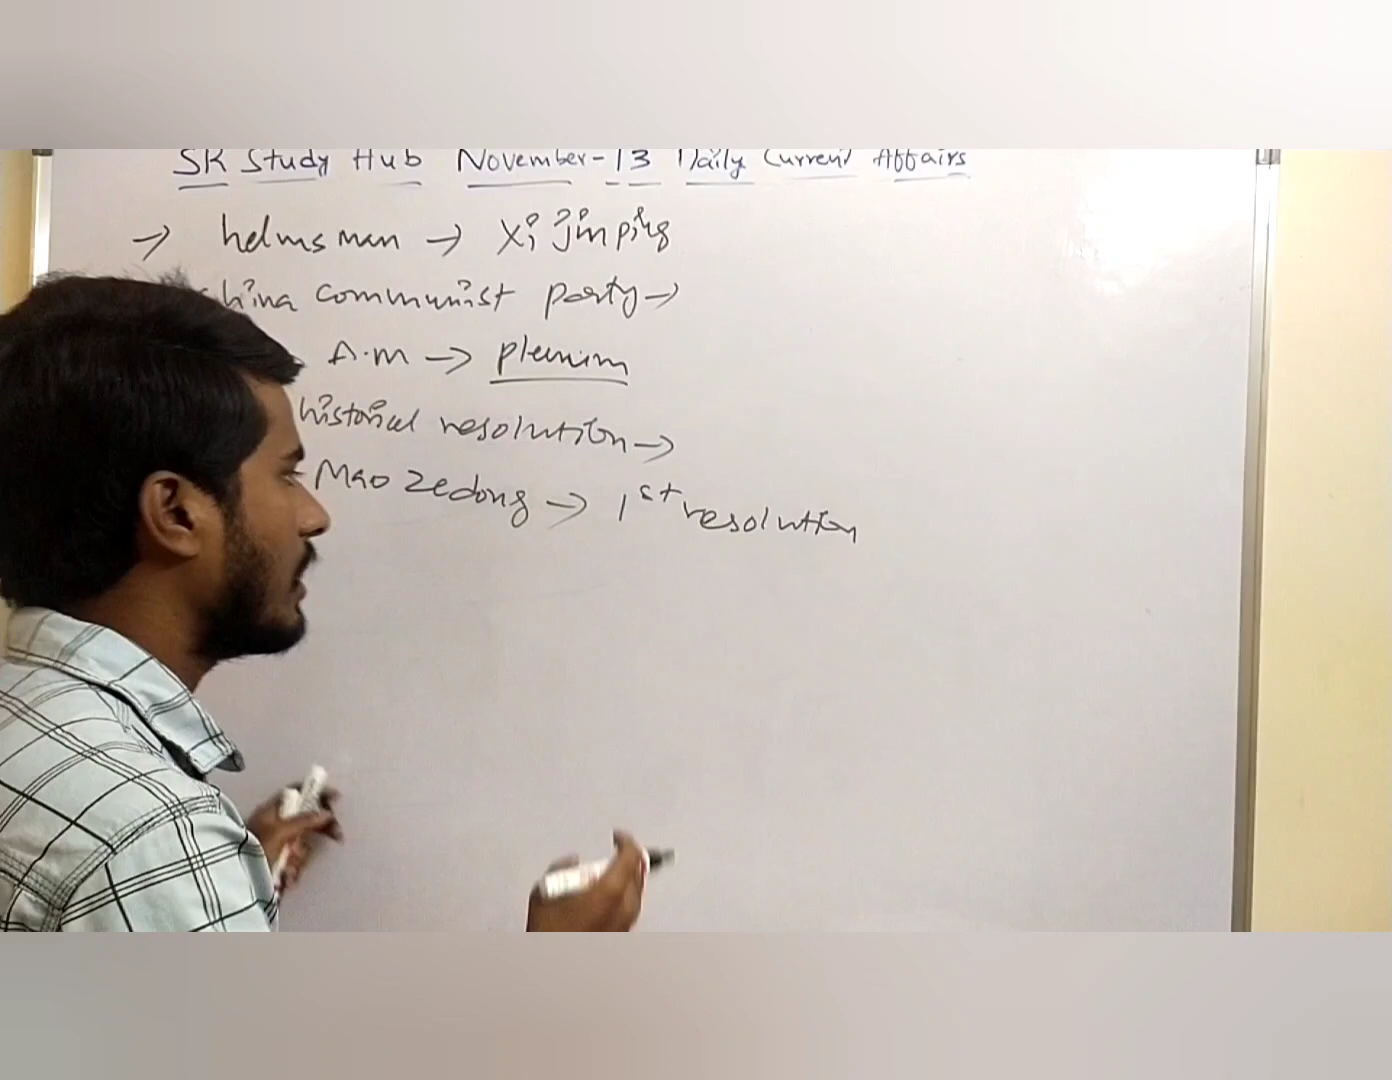 SK Study Hub November-13 Daily Current Affairs
→ helmsman → Xi Jinping
china communist party →
A.M → plenum
historical resolution →
Mao Zedong → 1st resolution